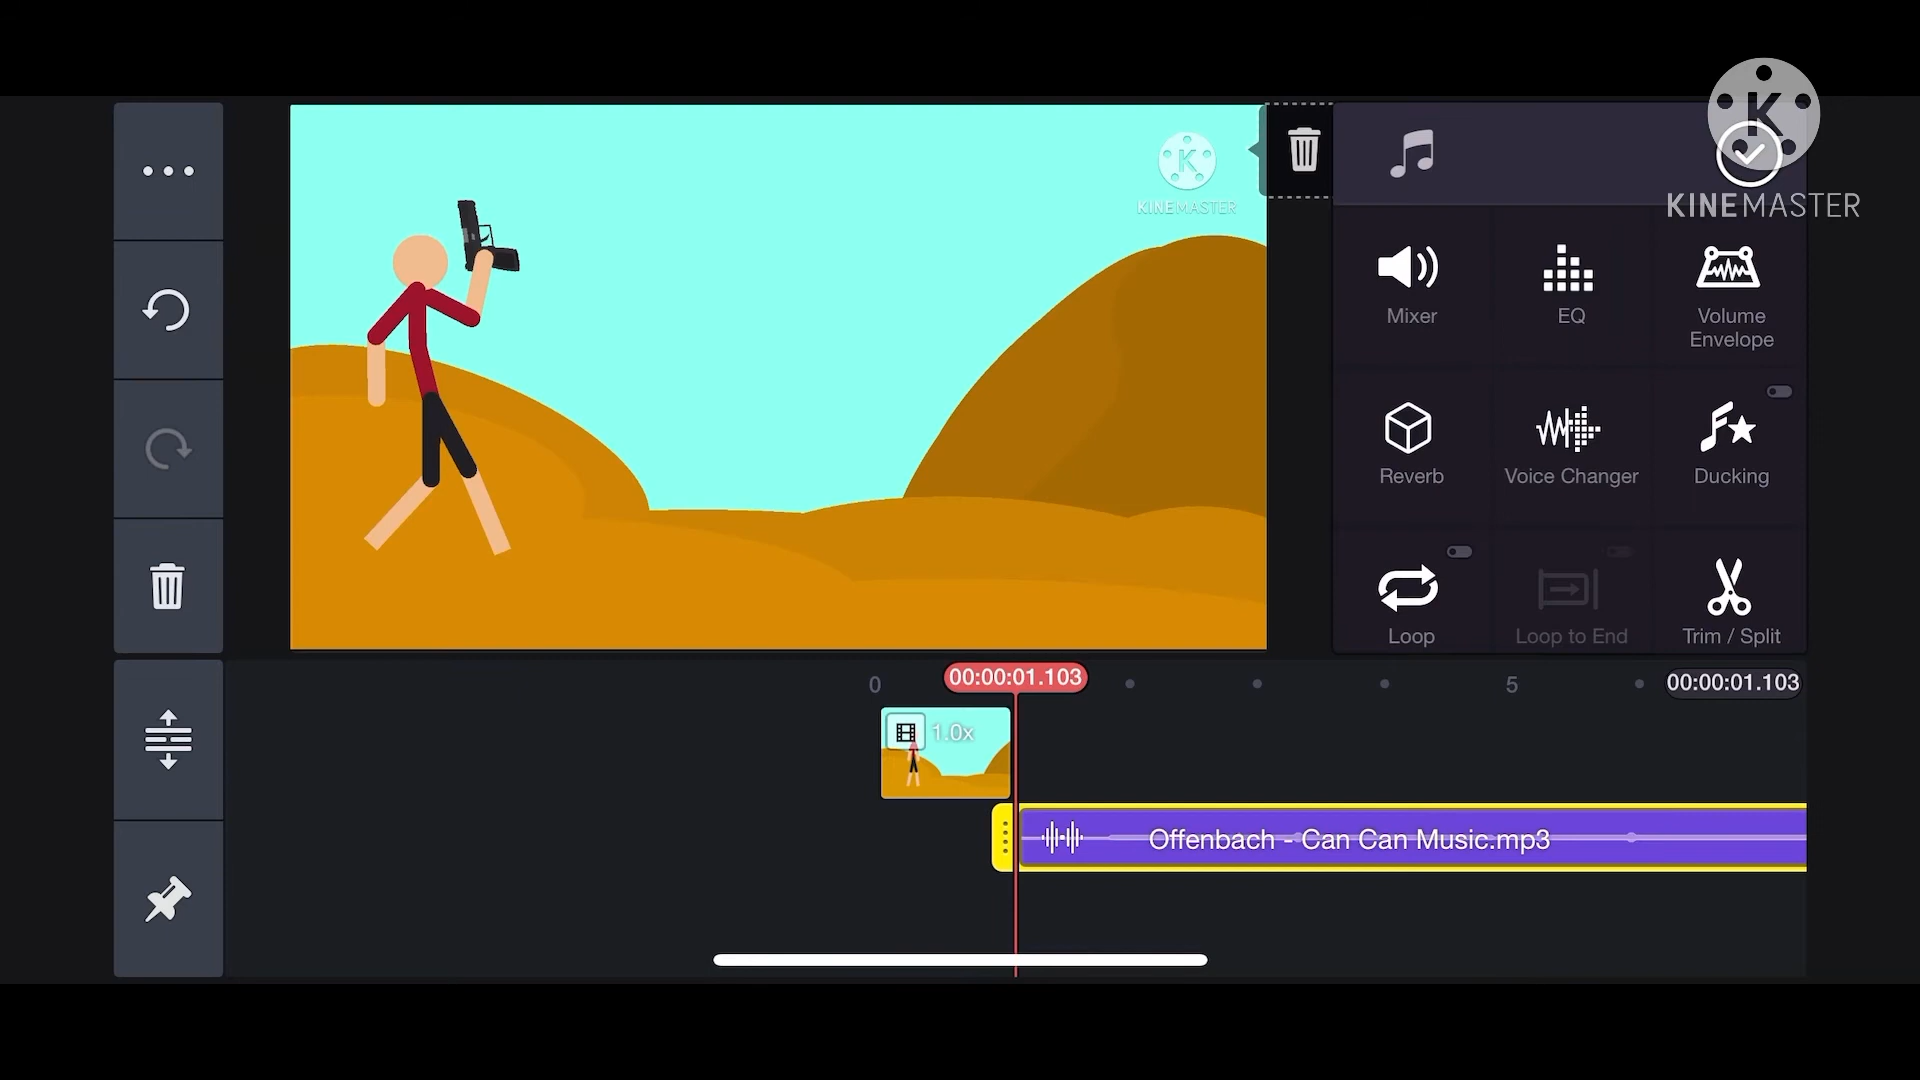 KINEMASTER
KINEMASTER
Mixer
EQ
Volume
Envelope
Reverb
Voice Changer
Ducking
Loop
Loop to End
Trim / Split
0
00:00:01.103
5
00:00:01.103
1.0x
Offenbach - Can Can Music.mp3